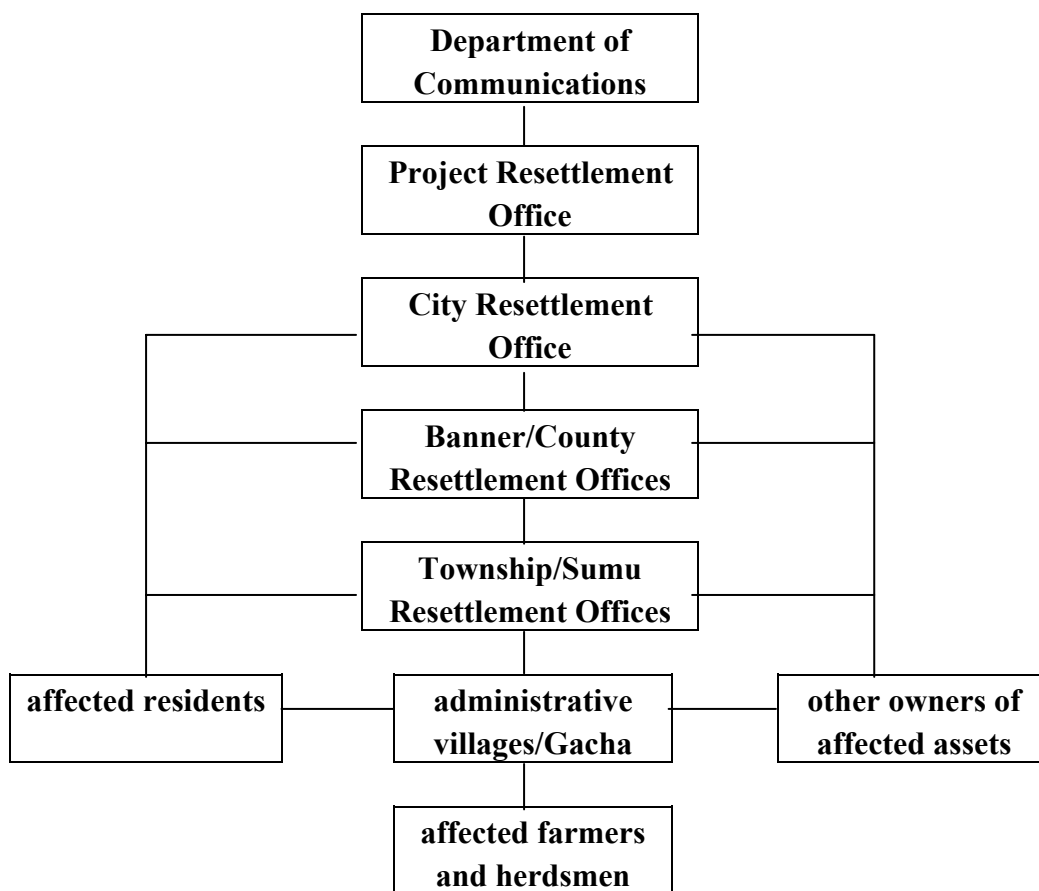 Department of
Communications
Project Resettlement
Office
City Resettlement
Office
Banner/County
Resettlement Offices
Township/Sumu
Resettlement Offices
affected residents
administrative
villages/Gacha
other owners of
affected assets
affected farmers
and herdsmen